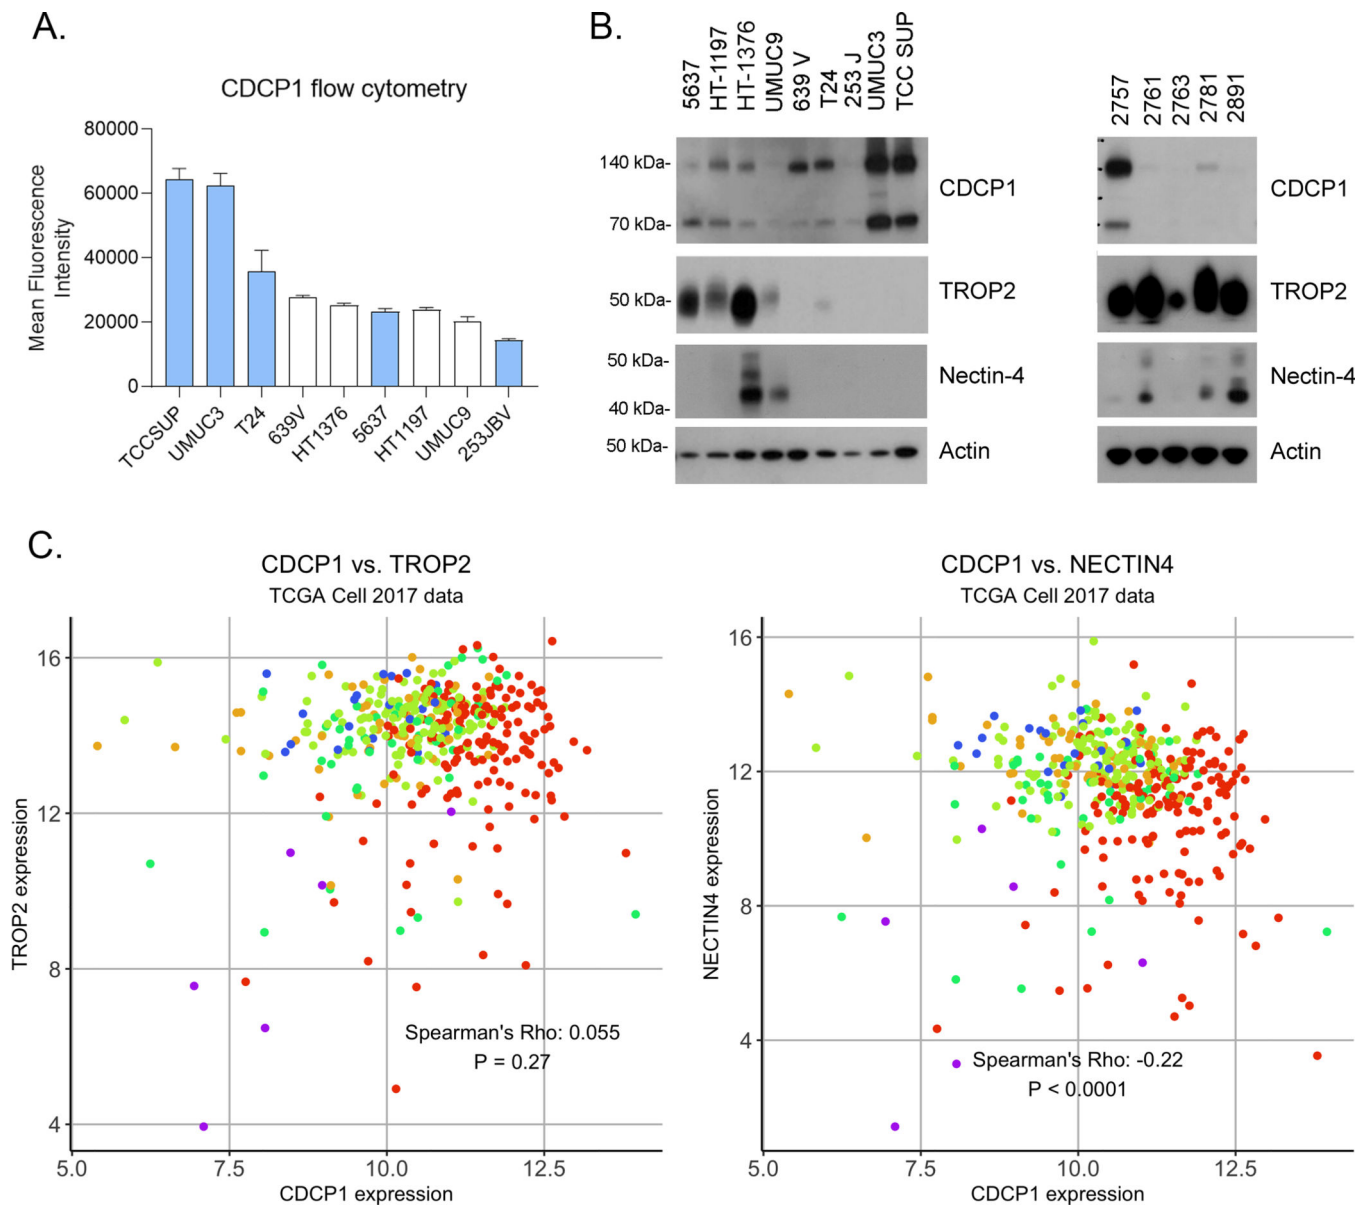 A.
CDCP1 flow cytometry
Mean Fluorescence
Intensity
80000
60000
40000
20000
0
TCCSUP
UMUC3
T24
639V
HT1376
5637
HT1197
UMUC9
253JBV
B.
5637
HT-1197
HT-1376
UMUC9
639 V
T24
253 J
UMUC3
TCC SUP
2757
2761
2763
2781
2891
140 kDa-
70 kDa-
CDCP1
CDCP1
50 kDa-
TROP2
TROP2
50 kDa-
40 kDa-
Nectin-4
Nectin-4
50 kDa-
Actin
Actin
C.
CDCP1 vs. TROP2
TCGA Cell 2017 data
TROP2 expression
16
12
8
4
Spearman's Rho: 0.055
P = 0.27
5.0
7.5
10.0
12.5
CDCP1 expression
CDCP1 vs. NECTIN4
TCGA Cell 2017 data
NECTIN4 expression
16
12
8
4
Spearman's Rho: -0.22
P < 0.0001
5.0
7.5
10.0
12.5
CDCP1 expression